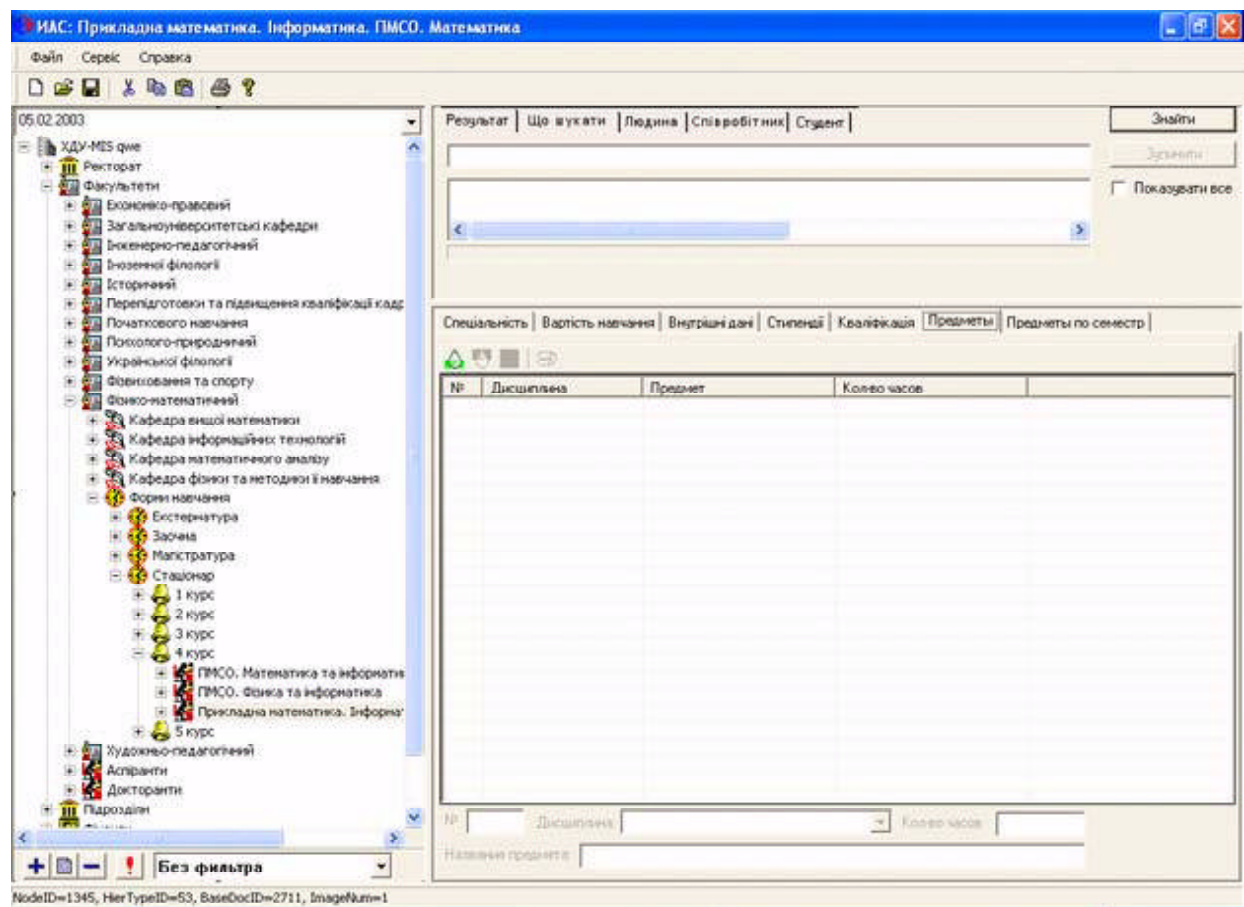 ИАС: Прикладна математика. Інформатика. ПМСО. Математика
Файл Сервіс Справка
05.02.2003
ХДУ-MIS qwe
Ректорат
Факультети
Економіко-правовий
Загальноуніверситетські кафедри
Інженерно-педагогічний
Іноземної філології
Історичний
Перепідготовки та підвищення кваліфікації кадр
Початкового навчання
Психолого-природничий
Української філології
Фізвиховання та спорту
Фізико-математичний
Кафедра вищої математики
Кафедра інформаційних технологій
Кафедра математичного аналізу
Кафедра фізики та методики її навчання
Форми навчання
Екстернатура
Заочна
Магістратура
Стаціонар
1 курс
2 курс
3 курс
4 курс
ПМСО. Математика та інформати
ПМСО. Фізика та інформатика
Прикладна математика. Інформа
5 курс
Художньо-педагогічний
Аспіранти
Докторанти
Підрозділи
Без фильтра
Результат Що шукати Людина Співробітник Студент
Знайти
Зупинити
Показувати все
Спеціальність Вартість навчання Внутрішні дані Стипендії Кваліфікація Предметы Предметы по семестр
№ Дисциплина Предмет Кол-во часов
№ Дисциплина Кол-во часов
Название предмета
NodeID=1345, HierTypeID=53, BaseDocID=2711, ImageNum=1